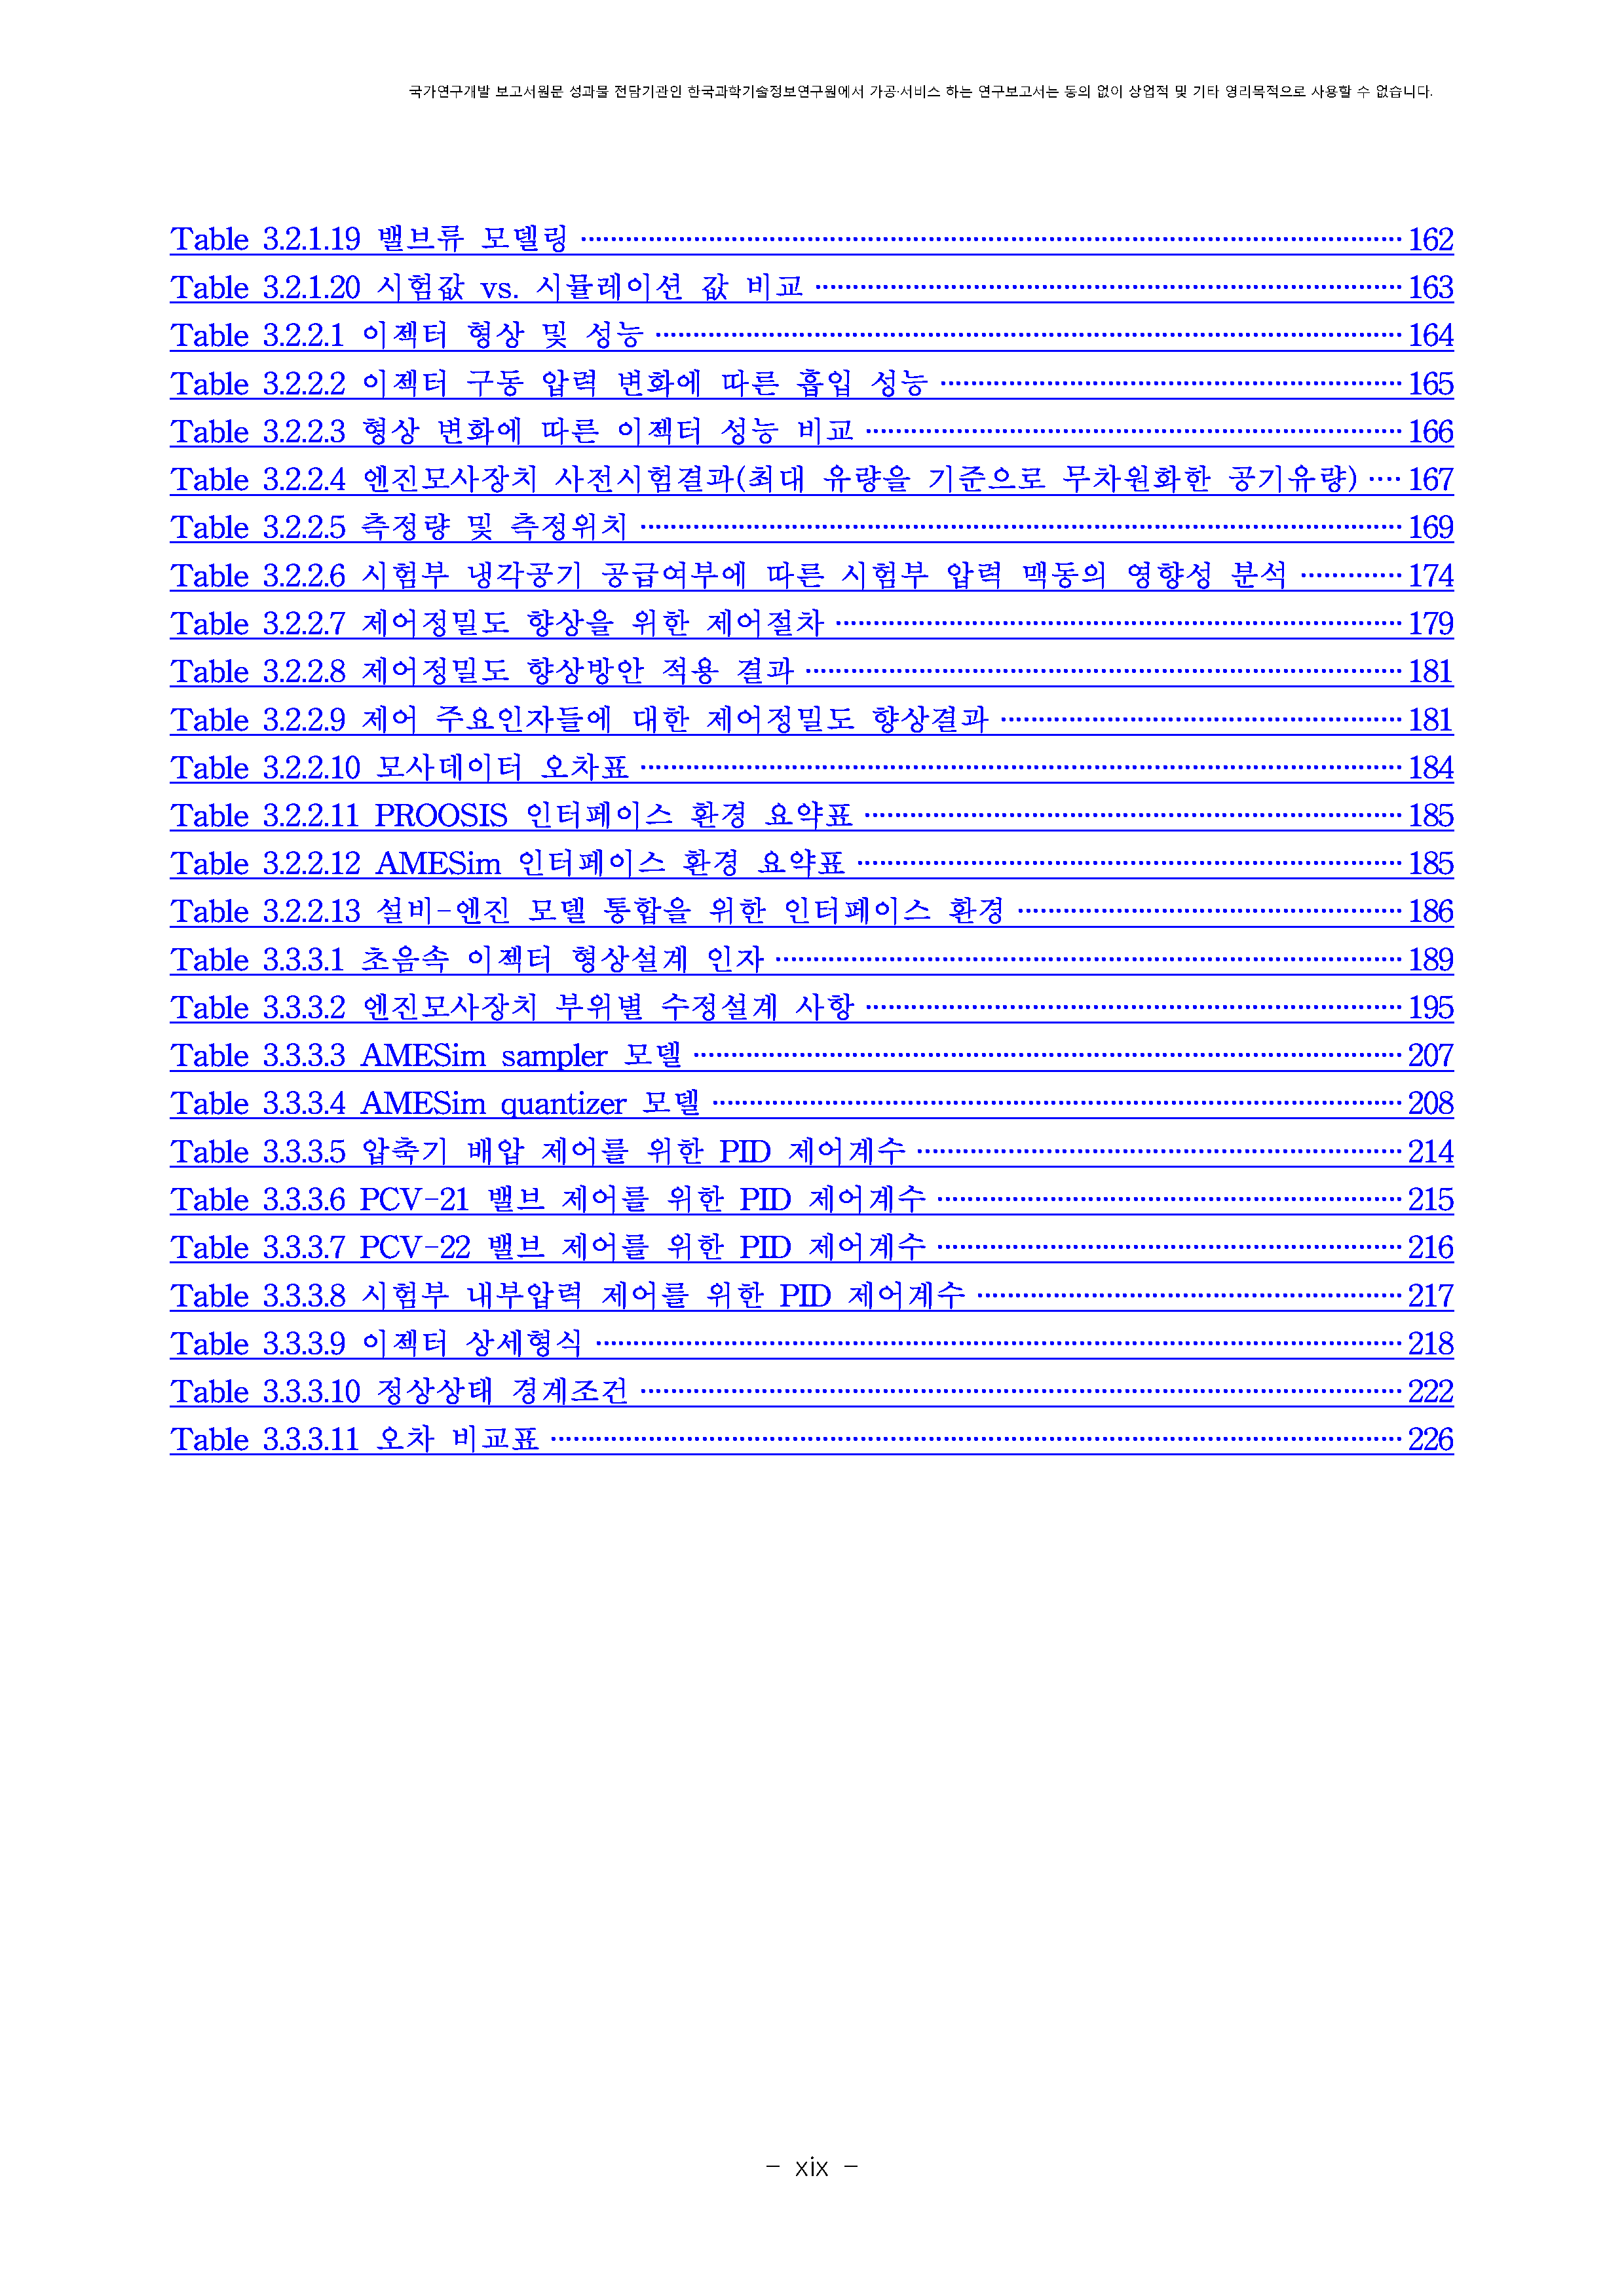 국가연구개발 보고서원문 성과물 전담기관인 한국과학기술정보연구원에서 가공·서비스 하는 연구보고서는 동의 없이 상업적 및 기타 영리목적으로 사용할 수 없습니다.
Table 3.2.1.19 밸브류 모델링 162
Table 3.2.1.20 시험값 vs. 시뮬레이션 값 비교 163
Table 3.2.2.1 이젝터 형상 및 성능 164
Table 3.2.2.2 이젝터 구동 압력 변화에 따른 흡입 성능 165
Table 3.2.2.3 형상 변화에 따른 이젝터 성능 비교 166
Table 3.2.2.4 엔진모사장치 사전시험결과(최대 유량을 기준으로 무차원화한 공기유량) 167
Table 3.2.2.5 측정량 및 측정위치 169
Table 3.2.2.6 시험부 냉각공기 공급여부에 따른 시험부 압력 맥동의 영향성 분석 174
Table 3.2.2.7 제어정밀도 향상을 위한 제어절차 179
Table 3.2.2.8 제어정밀도 향상방안 적용 결과 181
Table 3.2.2.9 제어 주요인자들에 대한 제어정밀도 향상결과 181
Table 3.2.2.10 모사데이터 오차표 184
Table 3.2.2.11 PROOSIS 인터페이스 환경 요약표 185
Table 3.2.2.12 AMESim 인터페이스 환경 요약표 185
Table 3.2.2.13 설비-엔진 모델 통합을 위한 인터페이스 환경 186
Table 3.3.3.1 초음속 이젝터 형상설계 인자 189
Table 3.3.3.2 엔진모사장치 부위별 수정설계 사항 195
Table 3.3.3.3 AMESim sampler 모델 207
Table 3.3.3.4 AMESim quantizer 모델 208
Table 3.3.3.5 압축기 배압 제어를 위한 PID 제어계수 214
Table 3.3.3.6 PCV-21 밸브 제어를 위한 PID 제어계수 215
Table 3.3.3.7 PCV-22 밸브 제어를 위한 PID 제어계수 216
Table 3.3.3.8 시험부 내부압력 제어를 위한 PID 제어계수 217
Table 3.3.3.9 이젝터 상세형식 218
Table 3.3.3.10 정상상태 경계조건 222
Table 3.3.3.11 오차 비교표 226
- xix -